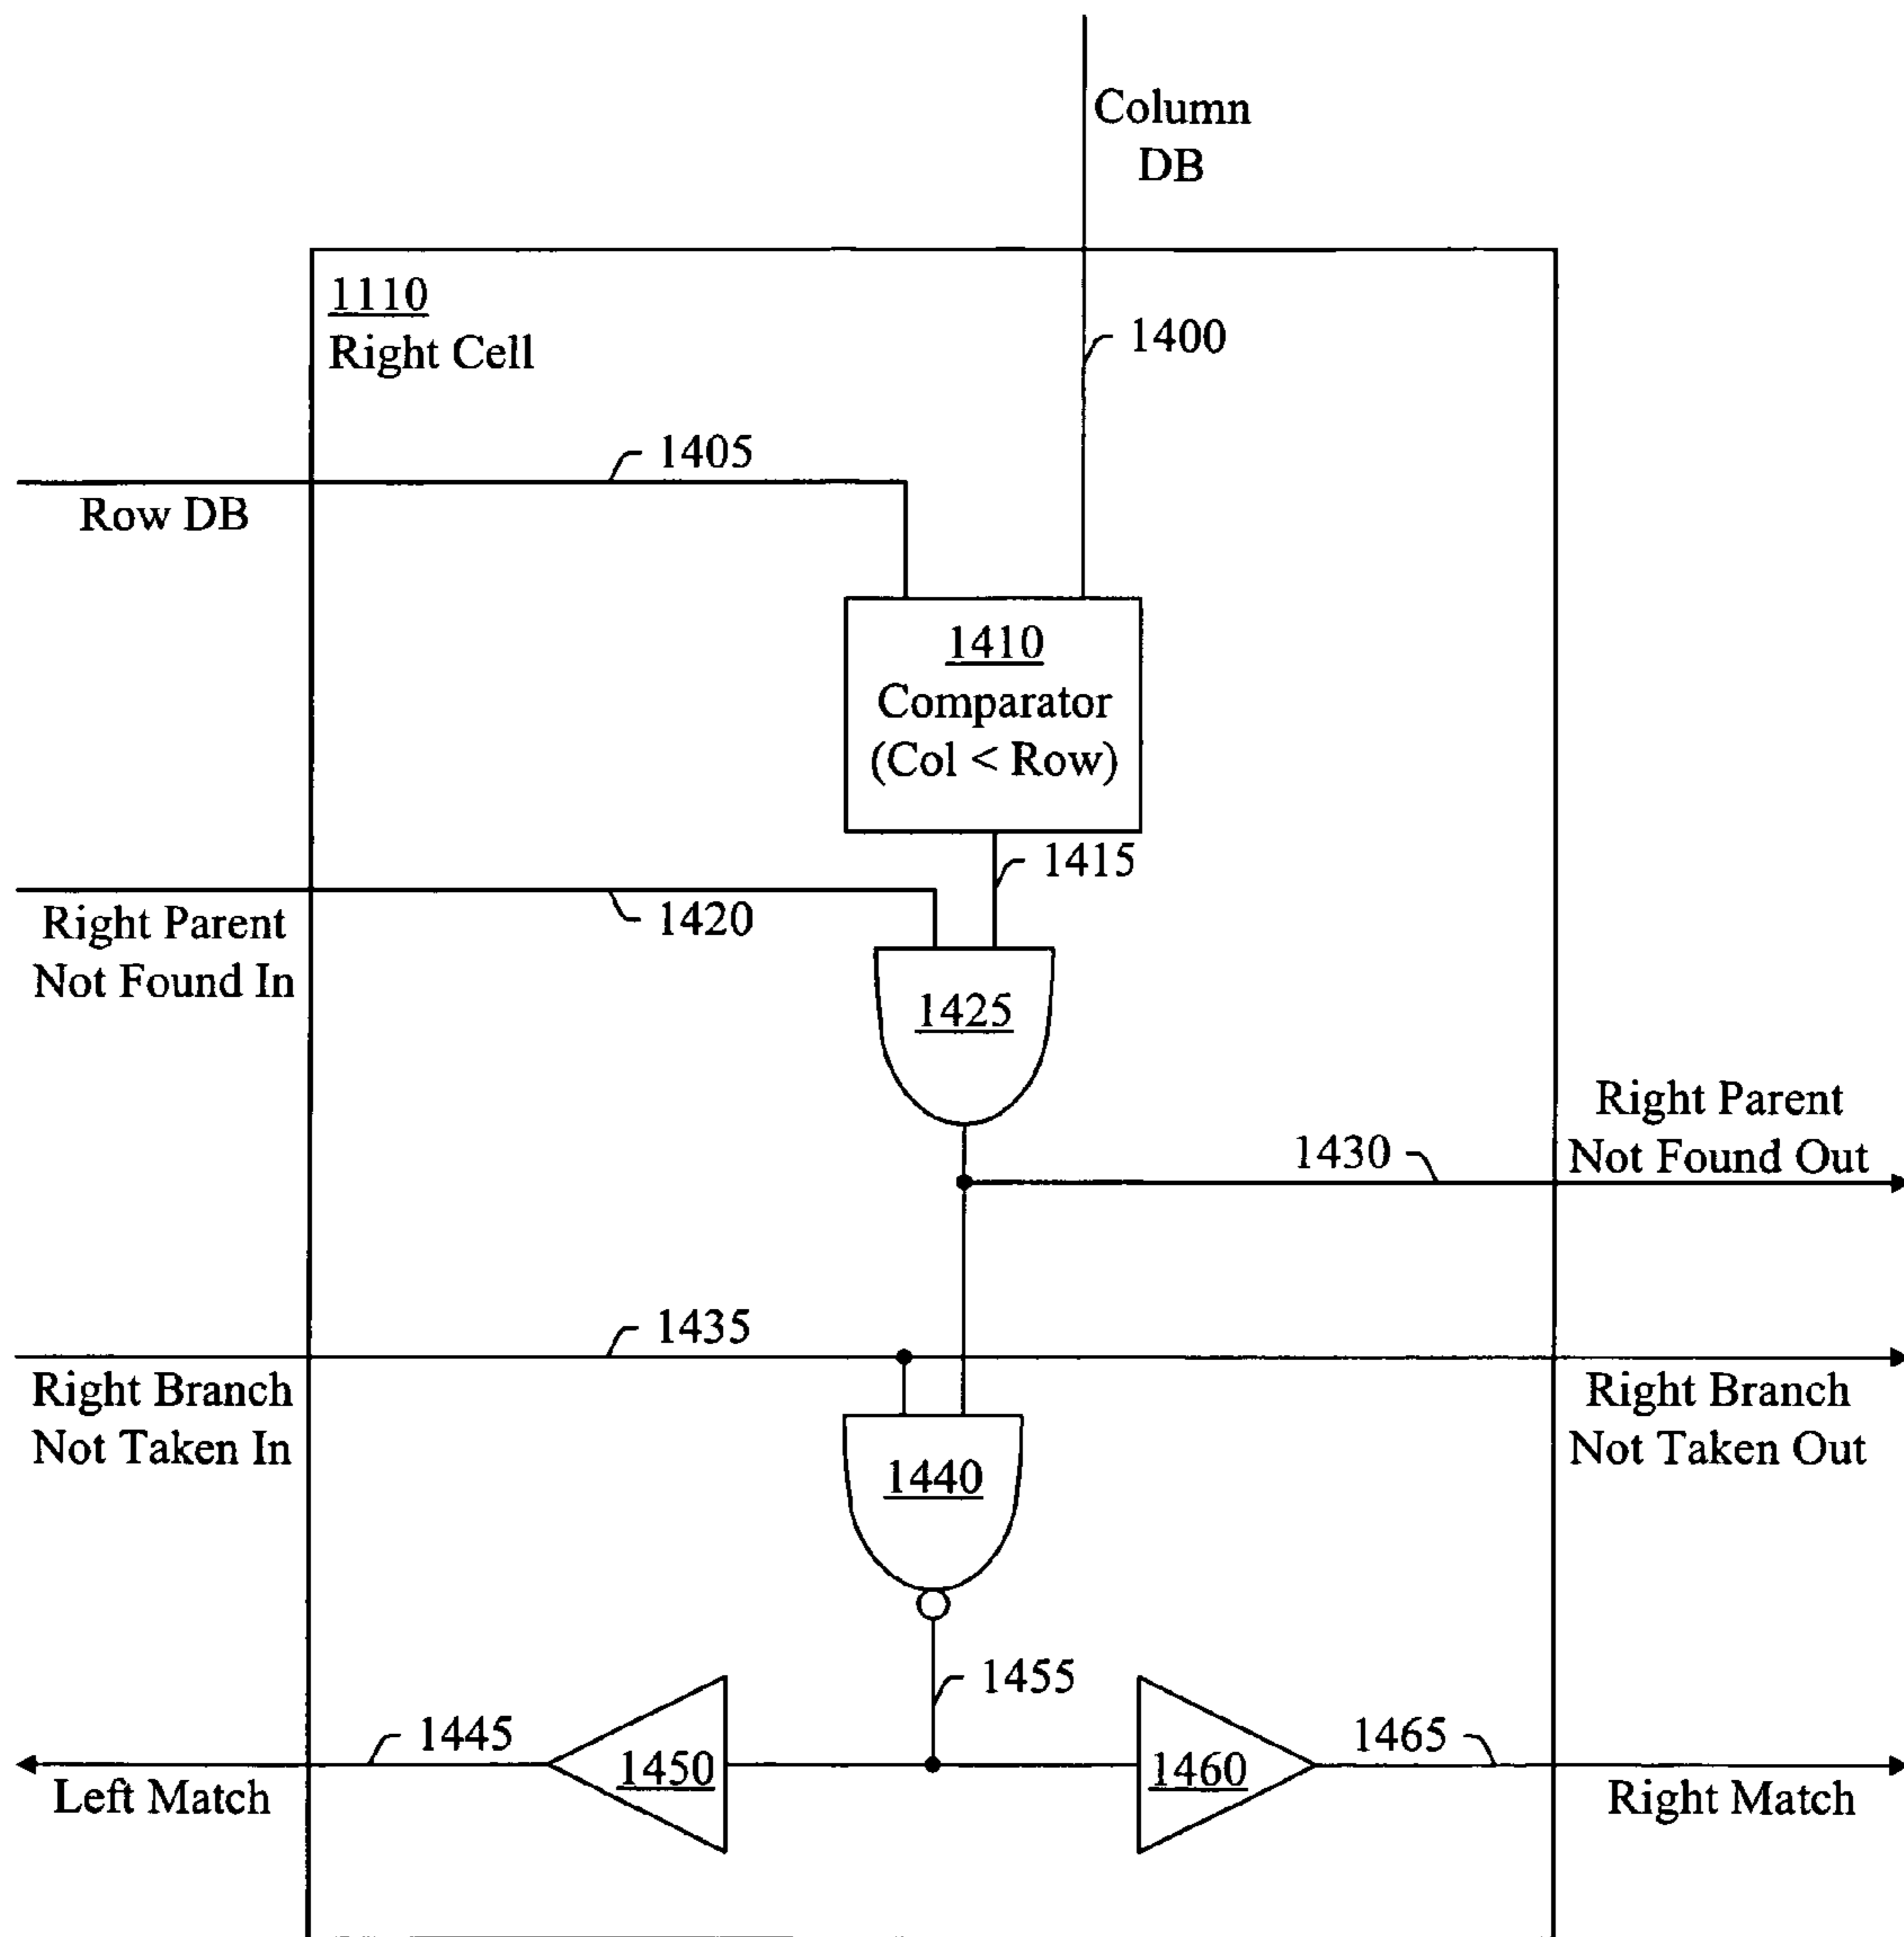 Column
DB
1110
Right Cell
1400
1405
Row DB
1410
Comparator
(Col < Row)
1415
1420
Right Parent
Not Found In
1425
Right Parent
Not Found Out
1430
1435
Right Branch
Not Taken In
Right Branch
Not Taken Out
1440
1455
1445
1450
1460
1465
Left Match
Right Match